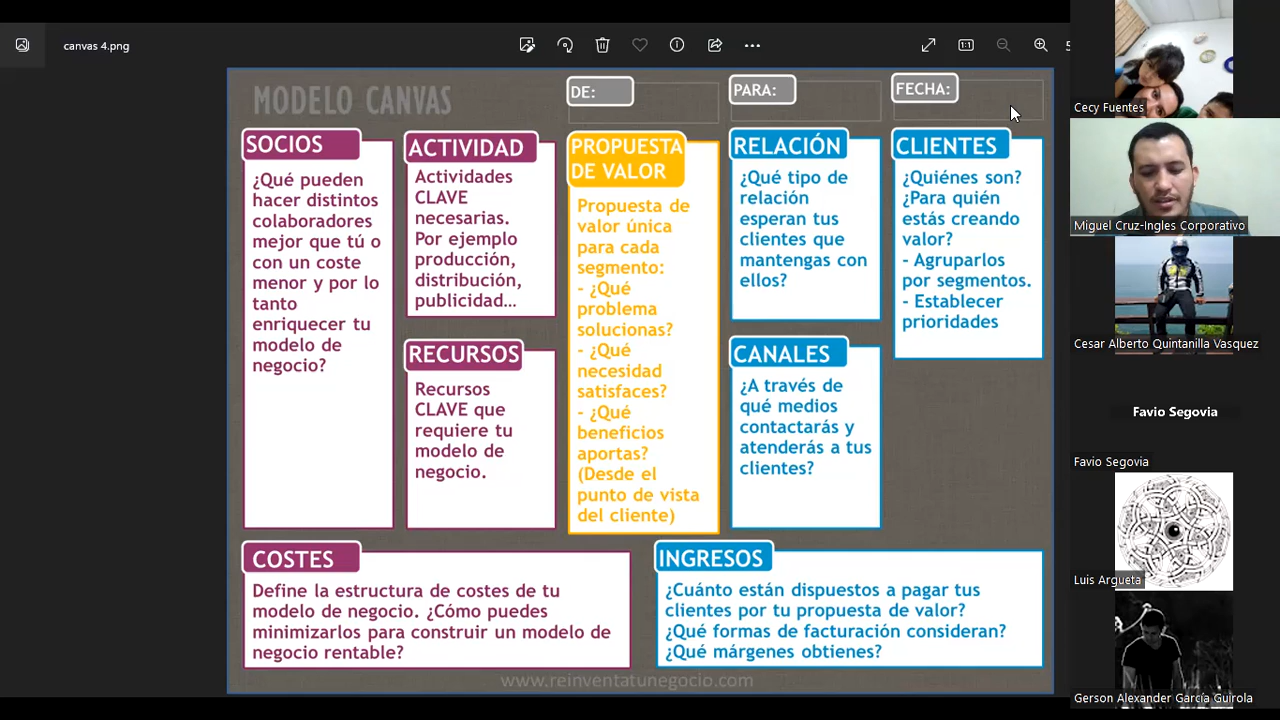 canvas 4.png
1:1
5
MODELO CANVAS
DE:
PARA:
FECHA:
SOCIOS
¿Qué pueden
hacer distintos
colaboradores
mejor que tú o
con un coste
menor y por lo
tanto
enriquecer tu
modelo de
negocio?
ACTIVIDAD
Actividades
CLAVE
necesarias.
Por ejemplo
producción,
distribución,
publicidad...
RECURSOS
Recursos
CLAVE que
requiere tu
modelo de
negocio.
PROPUESTA
DE VALOR
Propuesta de
valor única
para cada
segmento:
- ¿Qué
problema
solucionas?
- ¿Qué
necesidad
satisfaces?
- ¿Qué
beneficios
aportas?
(Desde el
punto de vista
del cliente)
RELACIÓN
¿Qué tipo de
relación
esperan tus
clientes que
mantengas con
ellos?
CANALES
¿A través de
qué medios
contactarás y
atenderás a tus
clientes?
CLIENTES
¿Quiénes son?
¿Para quién
estás creando
valor?
- Agruparlos
por segmentos.
- Establecer
prioridades
COSTES
Define la estructura de costes de tu
modelo de negocio. ¿Cómo puedes
minimizarlos para construir un modelo de
negocio rentable?
INGRESOS
¿Cuánto están dispuestos a pagar tus
clientes por tu propuesta de valor?
¿Qué formas de facturación consideran?
¿Qué márgenes obtienes?
www.reinventatunegocio.com
Cecy Fuentes
Miguel Cruz-Ingles Corporativo
Cesar Alberto Quintanilla Vasquez
Favio Segovia
Favio Segovia
Luis Argueta
Gerson Alexander García Guirola